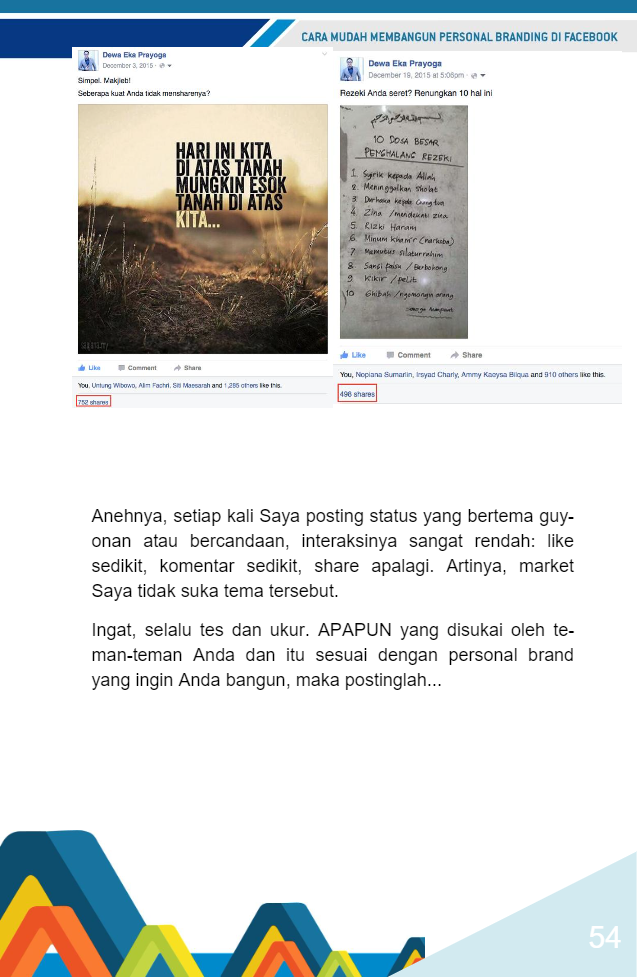 CARA MUDAH MEMBANGUN PERSONAL BRANDING DI FACEBOOK
Dewa Eka Prayoga
December 3, 2015
Simpel. Makjleb!
Seberapa kuat Anda tidak mensharenya?
HARI INI KITA
DI ATAS TANAH
MUNGKIN ESOK
TANAH DI ATAS
KITA...
Like Comment Share
You, Untung Wibowo, Alim Fachri, Siti Maesarah and 1,285 others like this.
752 shares
Dewa Eka Prayoga
December 19, 2015 at 5:06pm
Rezeki Anda seret? Renungkan 10 hal ini
10 DOSA BESAR
PENGHALANG REZEKI
1 Syirik kepada Allah
2 Meninggalkan sholat
3 Durhaka kepada Orang tua
4 Zina / mendekati zina
5 Rizki Haram
6 Minum khamr (narkoba)
7 Memutus silaturrahim
8 Sanksi palsu / Berbohong
9 Kikir / pelit
10 Ghibah / ngomongin orang
Like Comment Share
You, Nopiana Sumarlin, Irsyad Charly, Ammy Kaeysa Bilqua and 910 others like this.
496 shares
Anehnya, setiap kali Saya posting status yang bertema guy-
onan atau bercandaan, interaksinya sangat rendah: like
sedikit, komentar sedikit, share apalagi. Artinya, market
Saya tidak suka tema tersebut.
Ingat, selalu tes dan ukur. APAPUN yang disukai oleh te-
man-teman Anda dan itu sesuai dengan personal brand
yang ingin Anda bangun, maka postinglah...
54